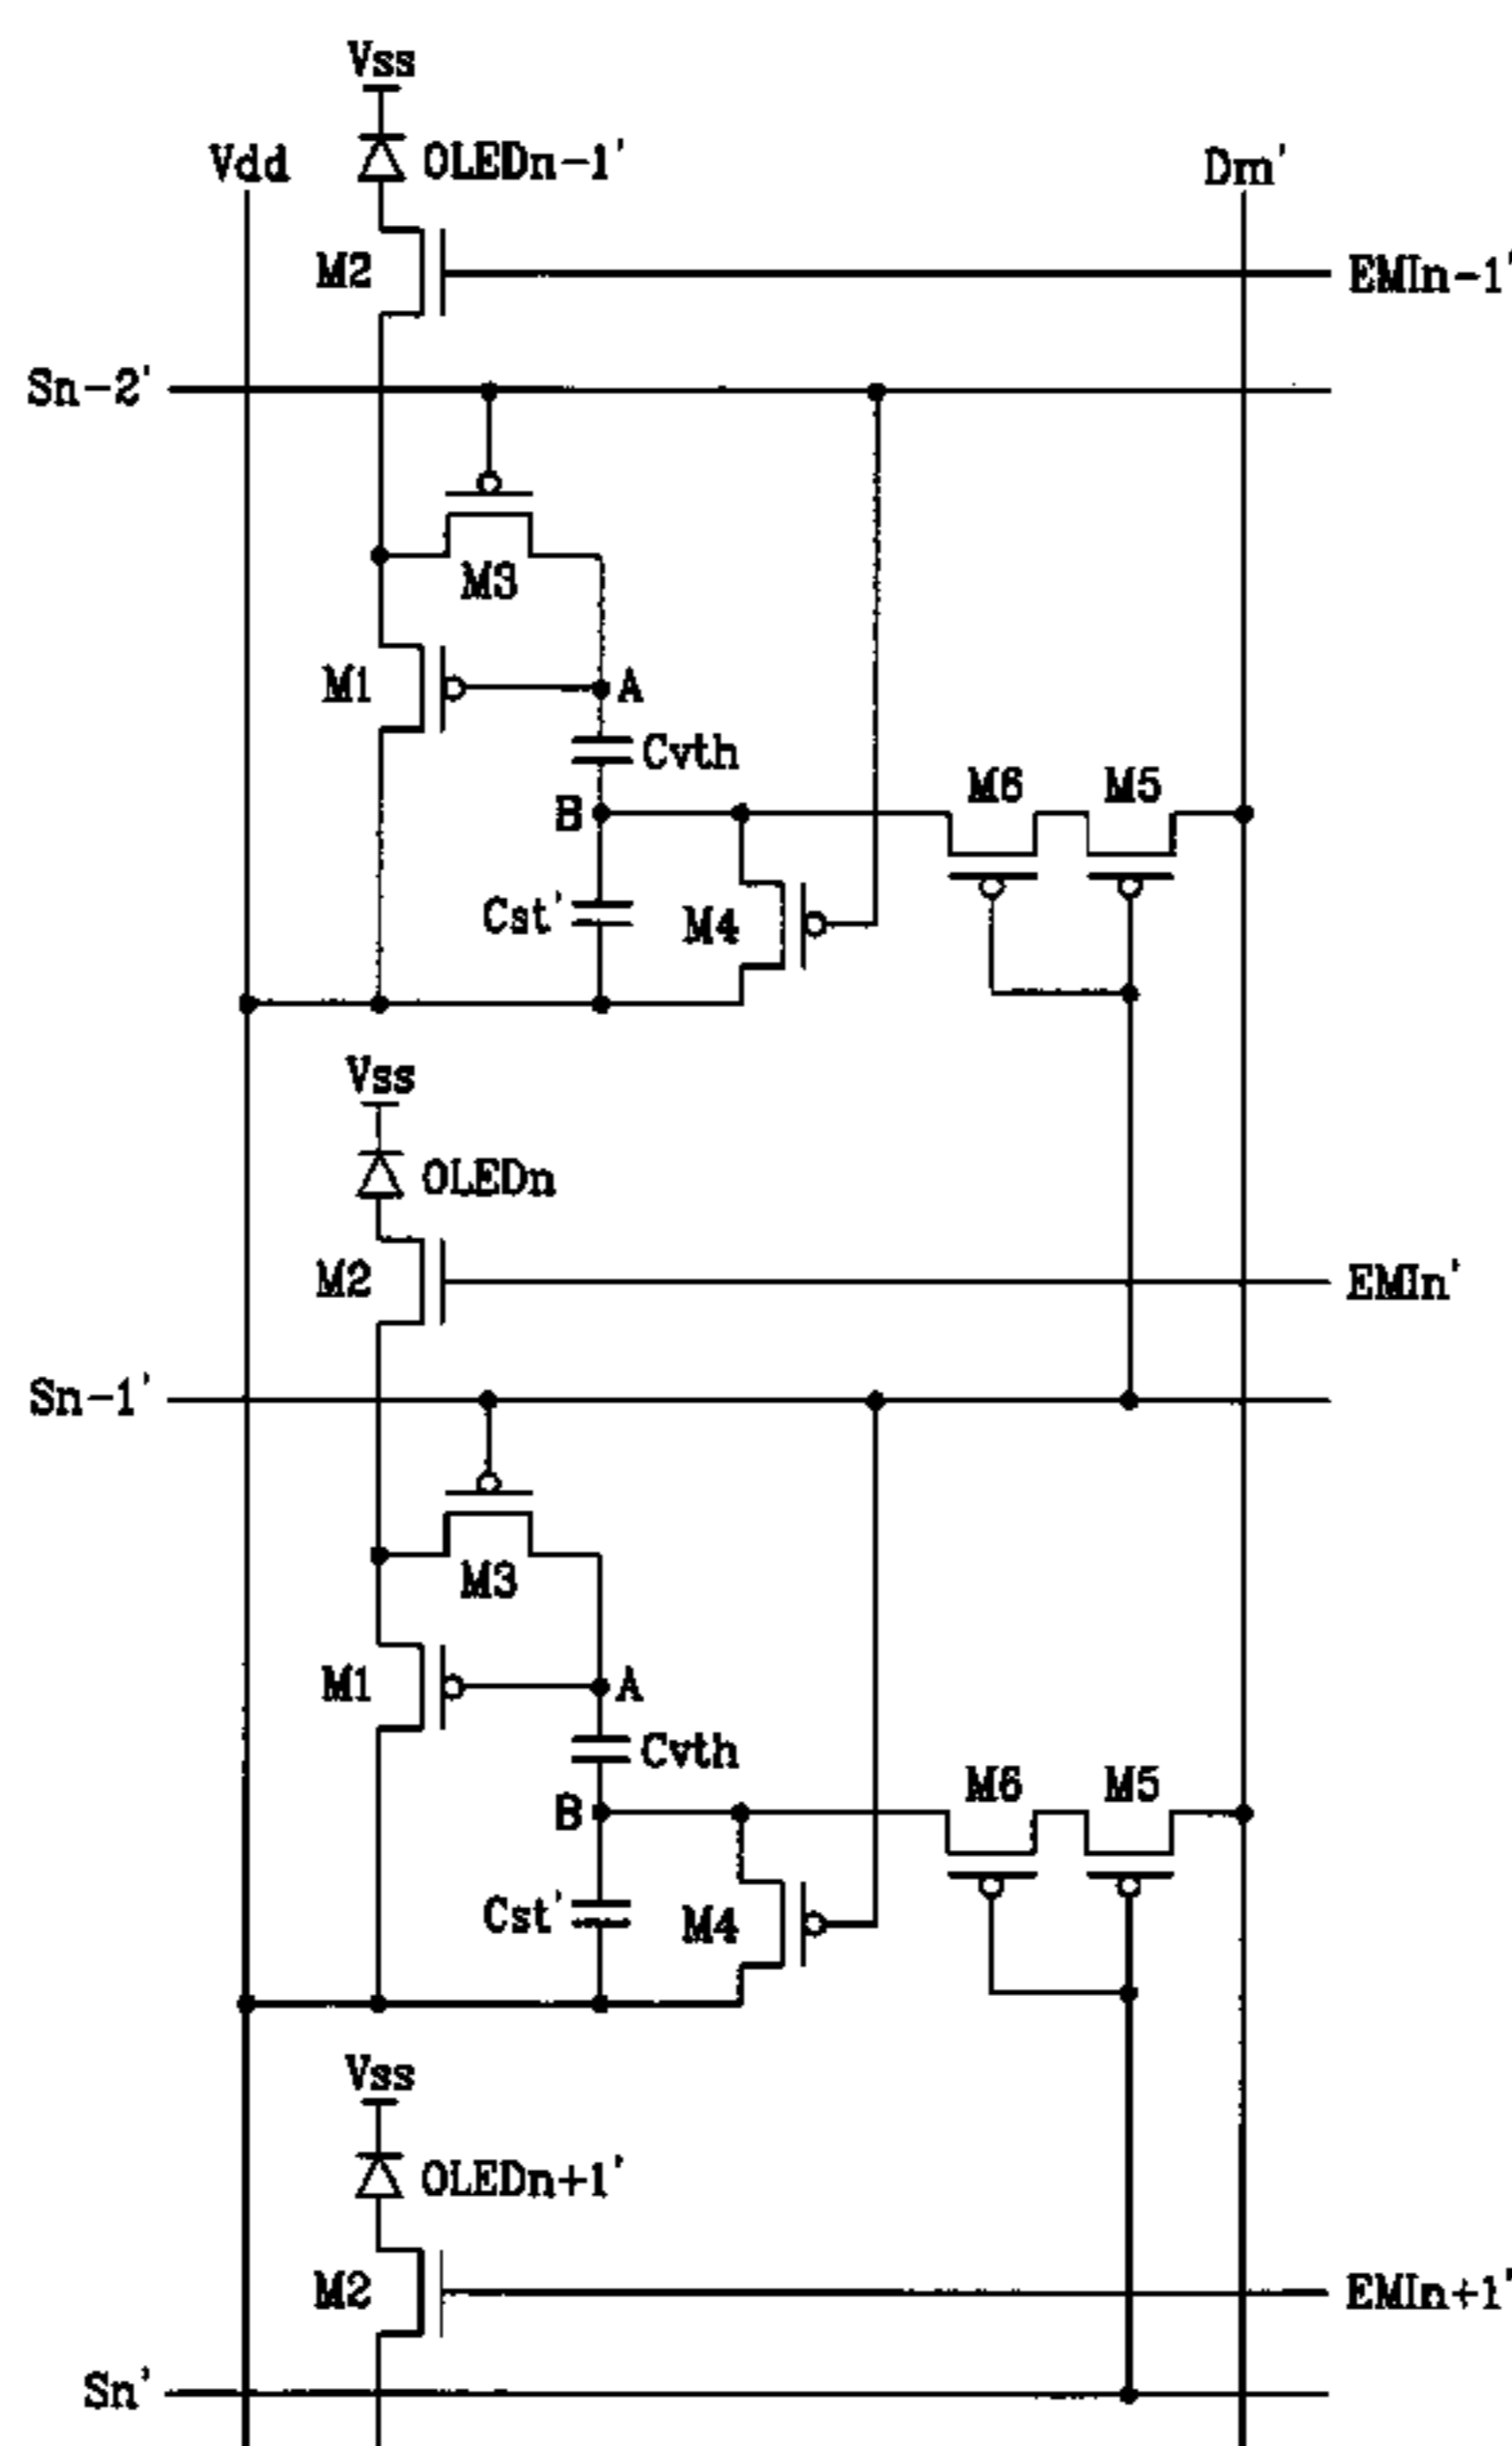 Vss
Vdd
OLEDn-1'
Dm'
M2
EMIn-1'
Sn-2'
M3
M1
A
Cvth
M6
M5
B
Cst'
M4
Vss
OLEDn
M2
EMIn'
Sn-1'
M3
M1
A
Cvth
M6
M5
B
Cst'
M4
Vss
OLEDn+1'
M2
EMIn+1'
Sn'